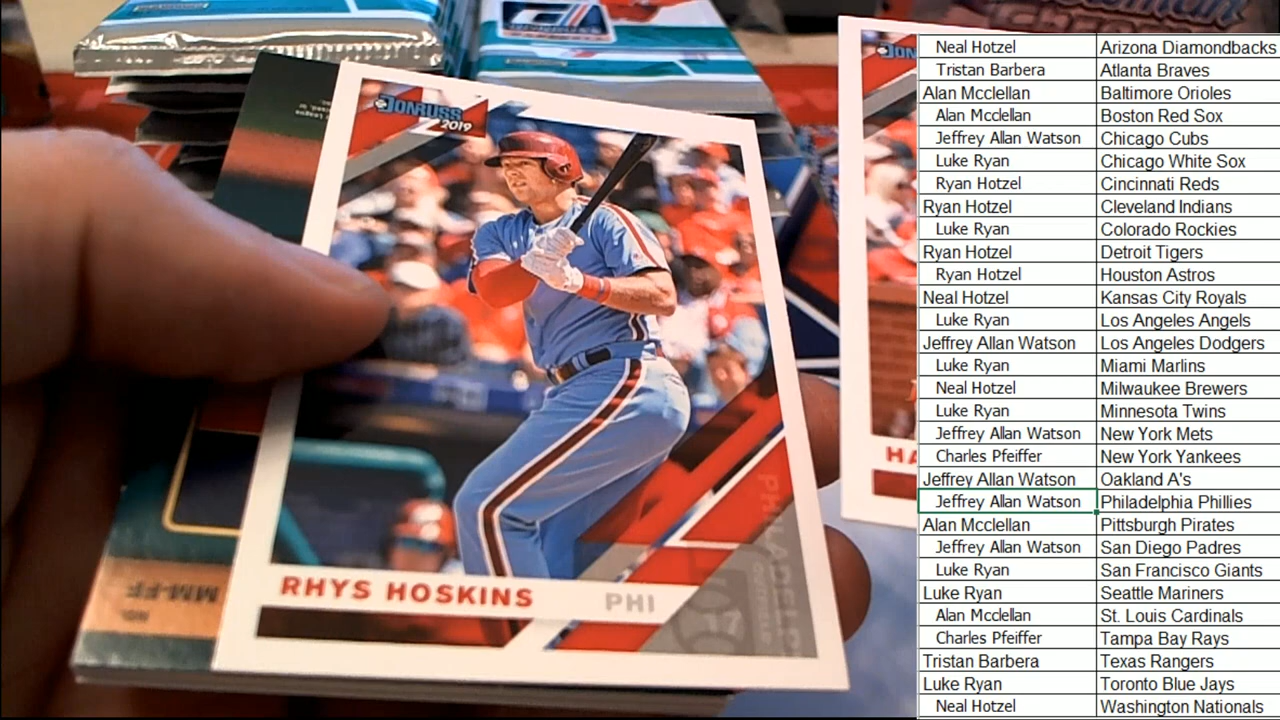 DONRUSS
2019
RHYS HOSKINS PHI
PHILADELP
MM-FF
HA
DONR
Neal Hotzel Arizona Diamondbacks
Tristan Barbera Atlanta Braves
Alan Mcclellan Baltimore Orioles
Alan Mcclellan Boston Red Sox
Jeffrey Allan Watson Chicago Cubs
Luke Ryan Chicago White Sox
Ryan Hotzel Cincinnati Reds
Ryan Hotzel Cleveland Indians
Luke Ryan Colorado Rockies
Ryan Hotzel Detroit Tigers
Ryan Hotzel Houston Astros
Neal Hotzel Kansas City Royals
Luke Ryan Los Angeles Angels
Jeffrey Allan Watson Los Angeles Dodgers
Luke Ryan Miami Marlins
Neal Hotzel Milwaukee Brewers
Luke Ryan Minnesota Twins
Jeffrey Allan Watson New York Mets
Charles Pfeiffer New York Yankees
Jeffrey Allan Watson Oakland A's
Jeffrey Allan Watson Philadelphia Phillies
Alan Mcclellan Pittsburgh Pirates
Jeffrey Allan Watson San Diego Padres
Luke Ryan San Francisco Giants
Luke Ryan Seattle Mariners
Alan Mcclellan St. Louis Cardinals
Charles Pfeiffer Tampa Bay Rays
Tristan Barbera Texas Rangers
Luke Ryan Toronto Blue Jays
Neal Hotzel Washington Nationals